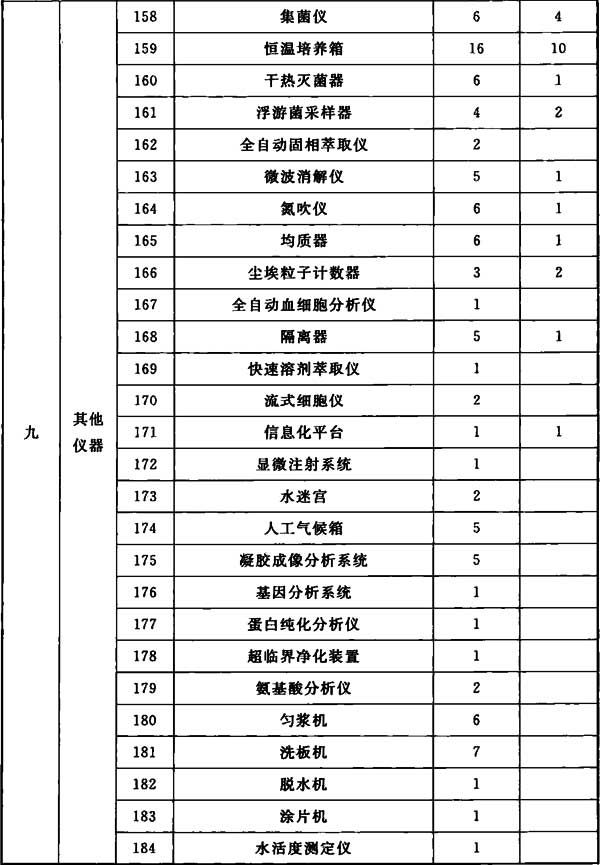 158 集菌仪 6 4
159 恒温培养箱 16 10
160 干热灭菌器 6 1
161 浮游菌采样器 4 2
162 全自动固相萃取仪 2
163 微波消解仪 5 1
164 氮吹仪 6 1
165 均质器 6 1
166 尘埃粒子计数器 3 2
167 全自动血细胞分析仪 1
168 隔离器 5 1
169 快速溶剂萃取仪 1
170 流式细胞仪 2
九 其他仪器 171 信息化平台 1 1
172 显微注射系统 1
173 水迷宫 2
174 人工气候箱 5
175 凝胶成像分析系统 5
176 基因分析系统 1
177 蛋白纯化分析仪 1
178 超临界净化装置 1
179 氨基酸分析仪 2
180 匀浆机 6
181 洗板机 7
182 脱水机 1
183 涂片机 1
184 水活度测定仪 1